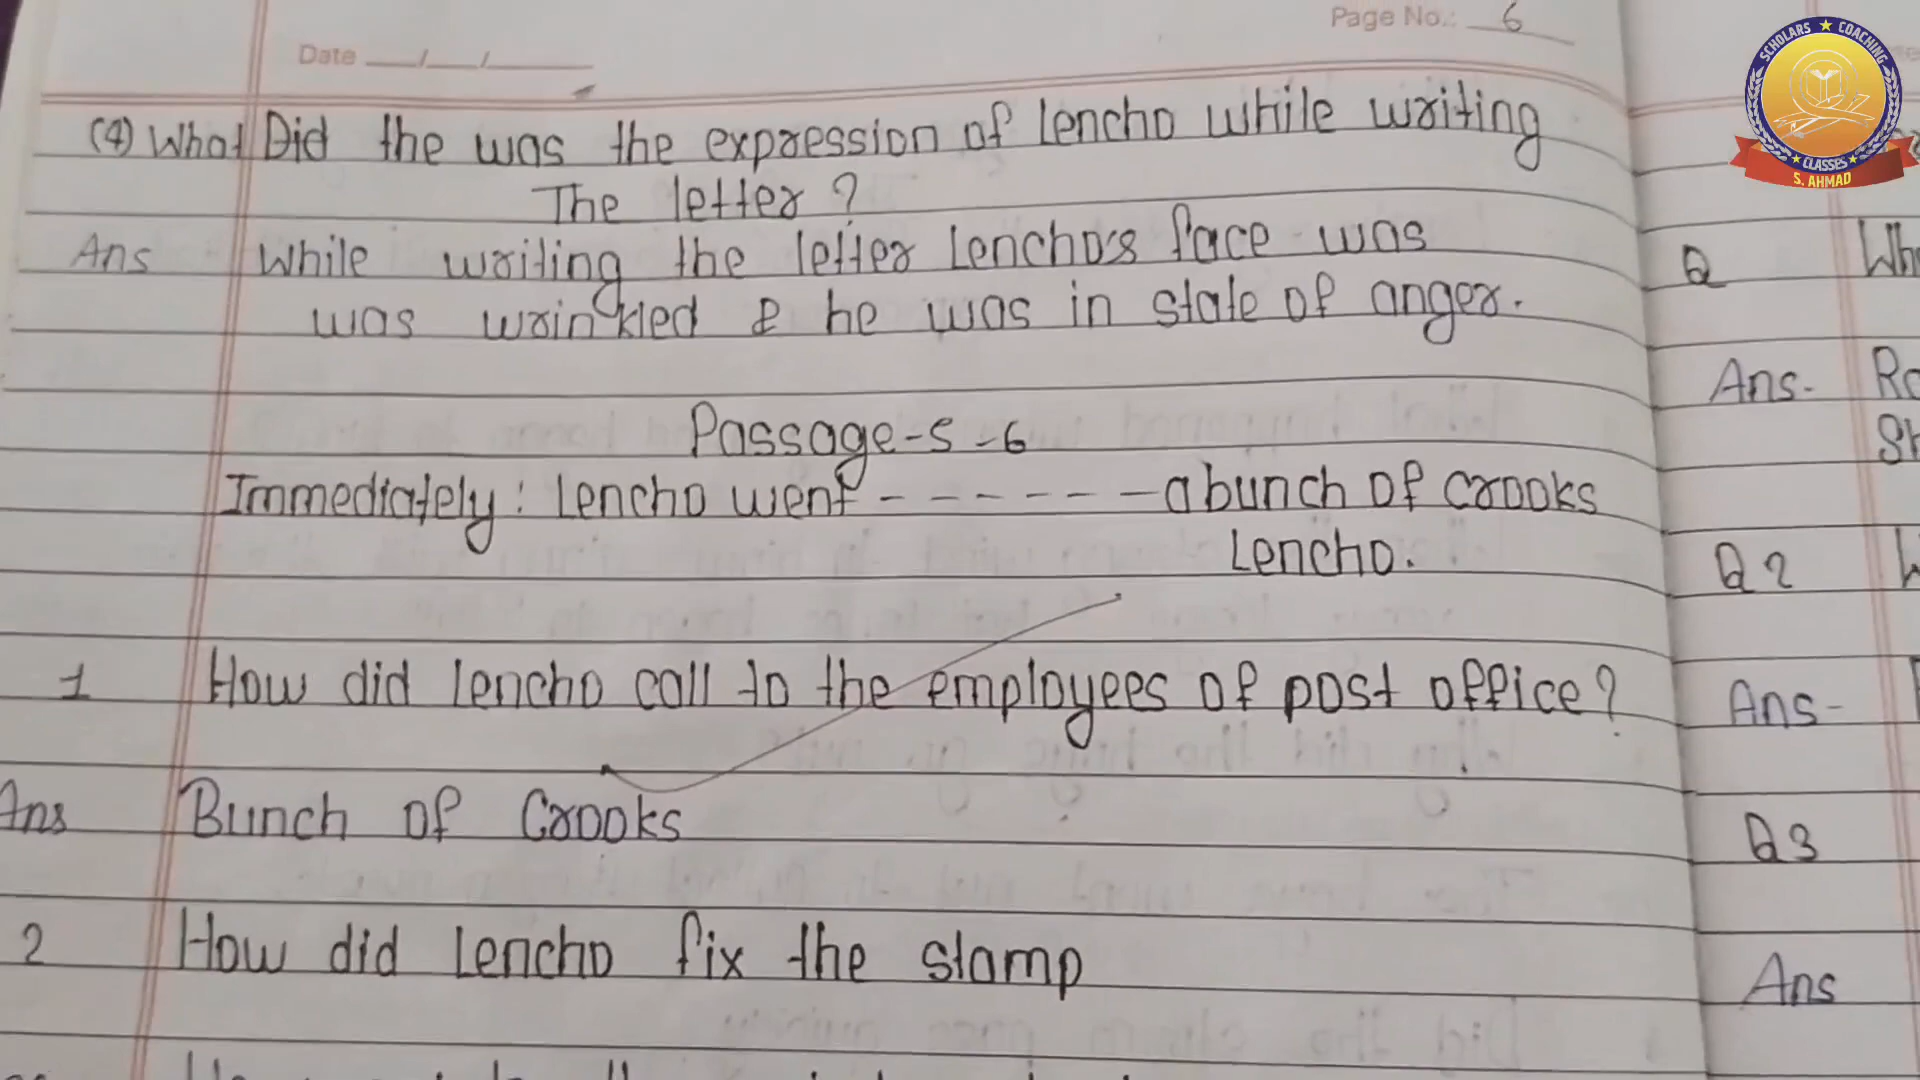 Page No.: 6
Date __/__/____
(4) What Did the was the expression of Lencho while writing
The letter ?
Ans While writing the letter Lencho's face was
was wrinkled & he was in state of anger.
Passage-5-6
Immediately: Lencho went - - - - - - a bunch of crooks
Lencho.
1 How did Lencho call to the employees of post office?
Ans Bunch of Crooks
2 How did Lencho fix the stamp
Q
Ans-
Q2
Ans-
Q3
Ans
SCHOLARS ★ COACHING
★ CLASSES ★
S. AHMAD